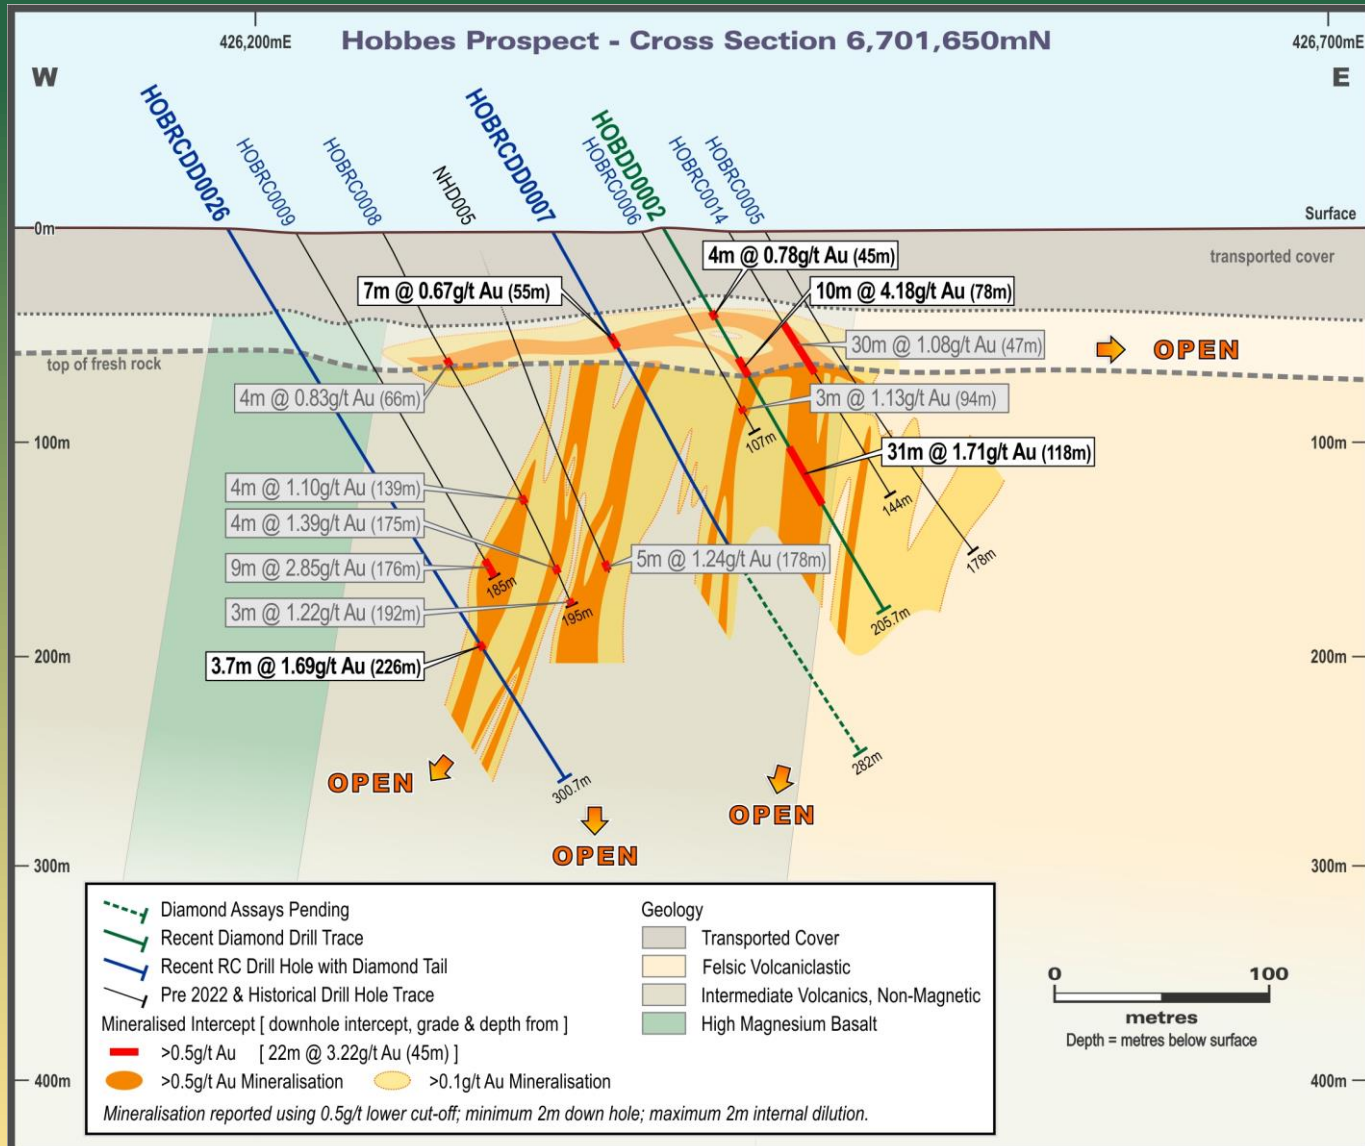 426,200mE
Hobbes Prospect - Cross Section 6,701,650mN
426,700mE
W
E
HOBRCDD0026
HOBRC0009
HOBRC0008
NHD005
HOBRCDD0007
HOBRC0006
HOBDD0002
HOBRC0014
HOBRC0005
0m
Surface
transported cover
4m @ 0.78g/t Au (45m)
7m @ 0.67g/t Au (55m)
10m @ 4.18g/t Au (78m)
30m @ 1.08g/t Au (47m)
OPEN
top of fresh rock
4m @ 0.83g/t Au (66m)
3m @ 1.13g/t Au (94m)
100m
107m
100m
31m @ 1.71g/t Au (118m)
4m @ 1.10g/t Au (139m)
144m
4m @ 1.39g/t Au (175m)
9m @ 2.85g/t Au (176m)
5m @ 1.24g/t Au (178m)
178m
185m
3m @ 1.22g/t Au (192m)
195m
205.7m
200m
3.7m @ 1.69g/t Au (226m)
200m
282m
OPEN
300.7m
OPEN
OPEN
300m
300m
Diamond Assays Pending
Recent Diamond Drill Trace
Recent RC Drill Hole with Diamond Tail
Pre 2022 & Historical Drill Hole Trace
Mineralised Intercept [ downhole intercept, grade & depth from ]
>0.5g/t Au [ 22m @ 3.22g/t Au (45m) ]
>0.5g/t Au Mineralisation
>0.1g/t Au Mineralisation
Mineralisation reported using 0.5g/t lower cut-off; minimum 2m down hole; maximum 2m internal dilution.
Geology
Transported Cover
Felsic Volcaniclastic
Intermediate Volcanics, Non-Magnetic
High Magnesium Basalt
0
100
metres
Depth = metres below surface
400m
400m